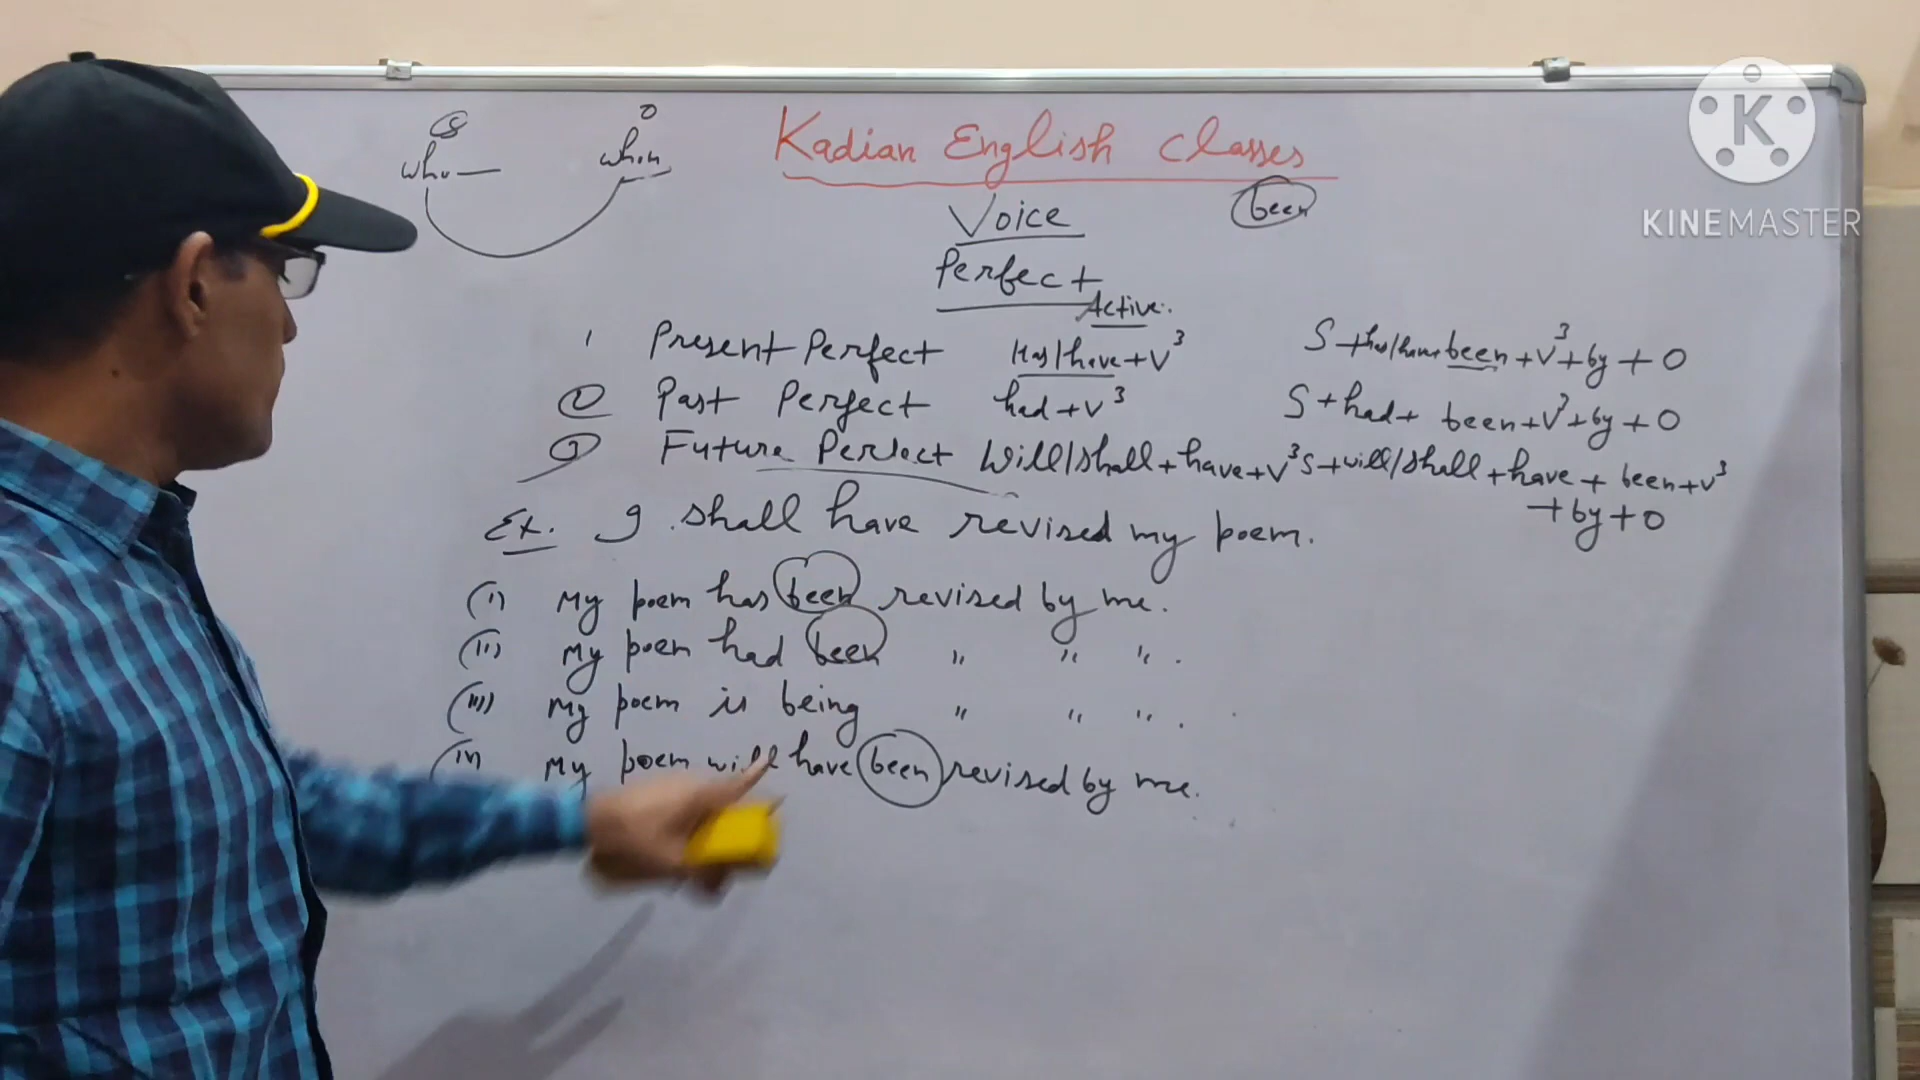 S O
who whom
Kadian English Classes
been
Voice
Perfect
Active.
1 Present Perfect Has/have+V3 S+has/have+been+V3+by+O
2 Past Perfect had+V3 S+had+been+V3+by+O
3 Future Perfect Will/shall+have+V3 S+will/shall+have+been+V3
+by+O
Ex. I shall have revised my poem.
(i) My poem has been revised by me.
(ii) My poem had been " " " .
(iii) My poem is being " " " .
(iv) My poem will have been revised by me.
K
KINEMASTER